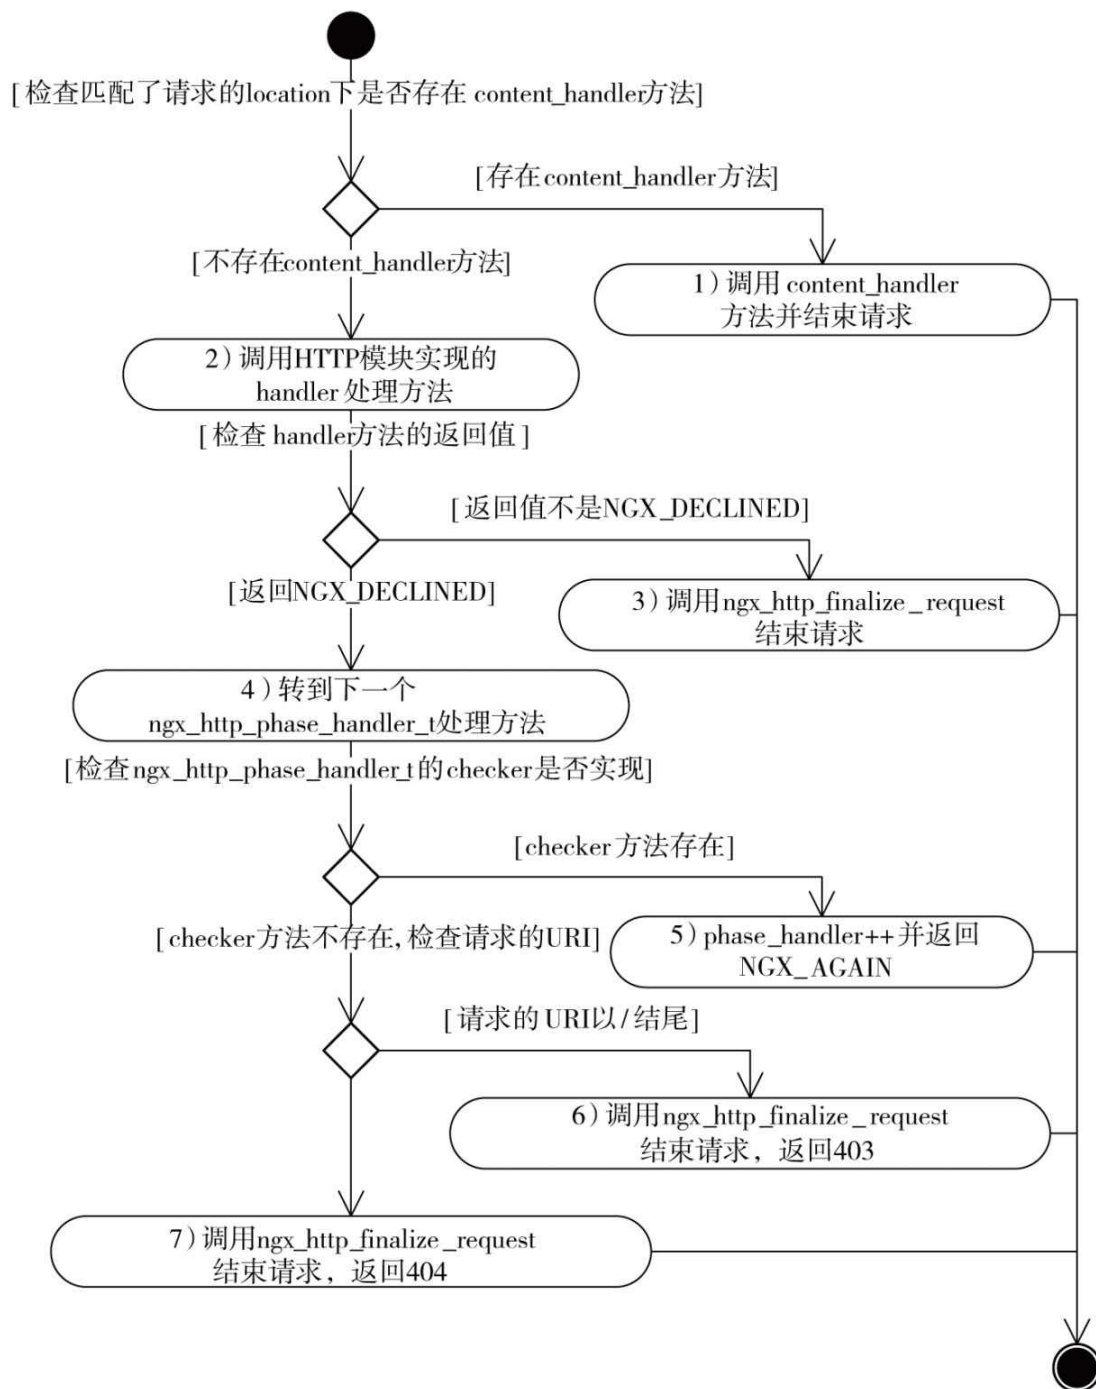 [检查匹配了请求的location下是否存在 content_handler方法]
[存在content_handler方法]
[不存在content_handler方法]
1）调用 content_handler
方法并结束请求
2）调用HTTP模块实现的
handler 处理方法
[检查 handler方法的返回值]
[返回值不是NGX_DECLINED]
[返回NGX_DECLINED]
3）调用ngx_http_finalize_request
结束请求
4）转到下一个
ngx_http_phase_handler_t处理方法
[检查ngx_http_phase_handler_t的checker是否实现]
[checker 方法存在]
[checker方法不存在,检查请求的URI]
5）phase_handler++并返回
NGX_AGAIN
[请求的 URI以/结尾]
6）调用ngx_http_finalize_request
结束请求，返回403
7）调用ngx_http_finalize_request
结束请求，返回404